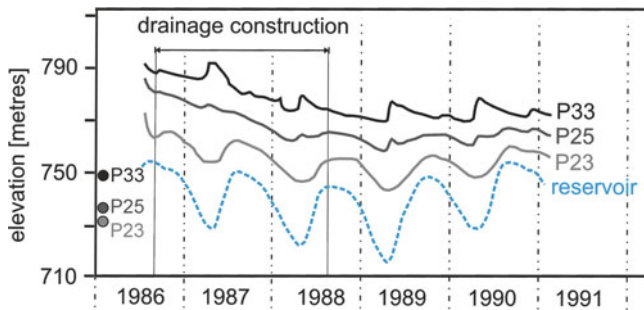 drainage construction
790
750
710
elevation [metres]
P33
P25
P23
P33
P25
P23
reservoir
1986 1987 1988 1989 1990 1991